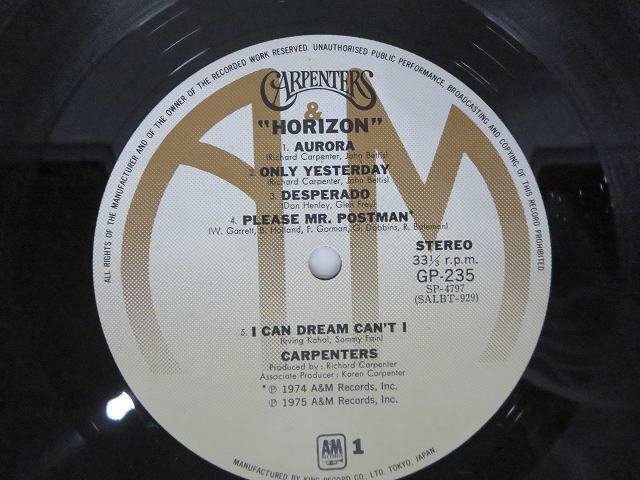 ALL RIGHTS OF THE MANUFACTURER AND OF THE OWNER OF THE RECORDED WORK RESERVED. UNAUTHORISED PUBLIC PERFORMANCE, BROADCASTING AND COPYING OF THIS RECORD PROHIBITED
CARPENTERS
&
"HORIZON"
1. AURORA
(Richard Carpenter, John Bettis)
2. ONLY YESTERDAY
(Richard Carpenter, John Bettis)
3. DESPERADO
(Don Henley, Glen Frey)
4. PLEASE MR. POSTMAN*
(W. Garrett, B. Holland, F. Gorman, G. Dobbins, R. Bateman)
STEREO
33 1/3 r.p.m.
GP-235
SP-4797
(SALBT-929)
5. I CAN DREAM CAN'T I
(Irving Kahal, Sammy Fain)
CARPENTERS
Produced by: Richard Carpenter
Associate Producer: Karen Carpenter
* ℗ 1974 A&M Records, Inc.
℗ 1975 A&M Records, Inc.
AM
RECORDS
1
MANUFACTURED BY KING RECORD CO., LTD. TOKYO, JAPAN.